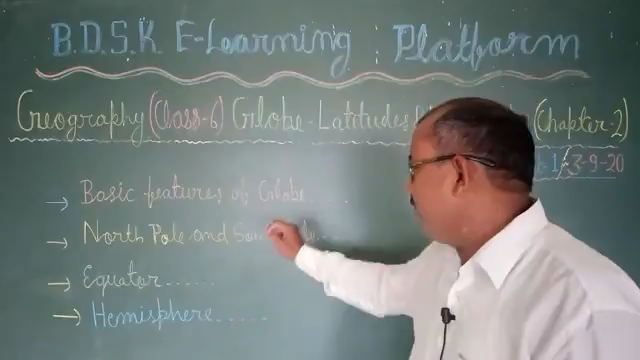 B.D.S.K E-Learning Platform
Geography (Class-6) Globe - Latitudes (Chapter-2)
3-9-20
→ Basic features of Globe.....
→ North Pole and
→ Equator......
→ Hemisphere.....